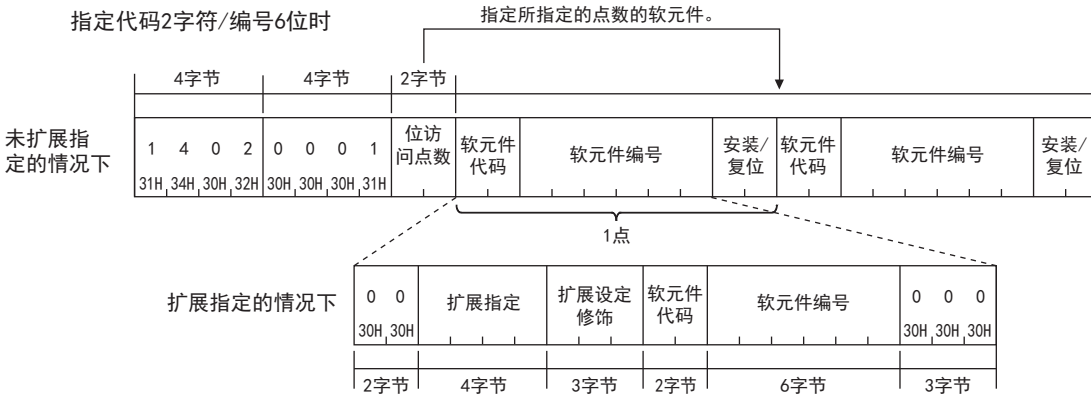 指定代码2字符/编号6位时
指定所指定的点数的软元件。
4字节 4字节 2字节
未扩展指
定的情况下
1 4 0 2 0 0 0 1
31H 34H 30H 32H 30H 30H 30H 31H
位访
问点数
软元件
代码
软元件编号
安装/
复位
软元件
代码
软元件编号
安装/
复位
1点
扩展指定的情况下
0 0
30H 30H
扩展指定
扩展设定
修饰
软元件
代码
软元件编号
0 0 0
30H 30H 30H
2字节 4字节 3字节 2字节 6字节 3字节